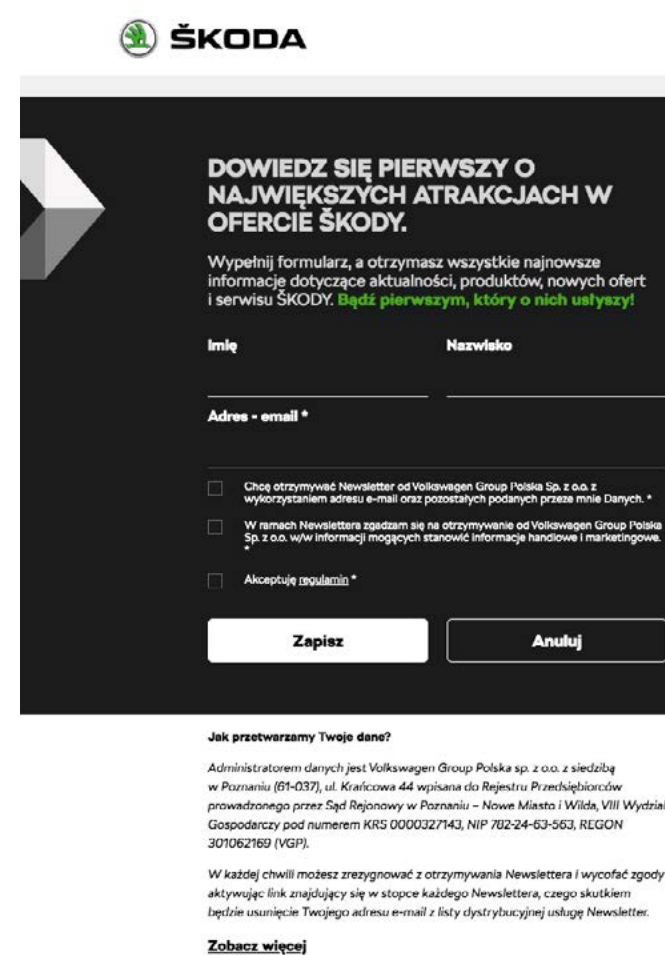 ŠKODA
DOWIEDZ SIĘ PIERWSZY O
NAJWIĘKSZYCH ATRAKCJACH W
OFERCIE ŠKODY.
Wypełnij formularz, a otrzymasz wszystkie najnowsze
informacje dotyczące aktualności, produktów, nowych ofert
i serwisu ŠKODY. Bądź pierwszym, który o nich usłyszy!
Imię
Nazwisko
Adres - email *
Chcę otrzymywać Newsletter od Volkswagen Group Polska Sp. z o.o. z
wykorzystaniem adresu e-mail oraz pozostałych podanych przeze mnie Danych. *
W ramach Newslettera zgadzam się na otrzymywanie od Volkswagen Group Polska
Sp. z o.o. w/w informacji mogących stanowić informacje handlowe i marketingowe.
*
Akceptuję regulamin *
Zapisz
Anuluj
Jak przetwarzamy Twoje dane?
Administratorem danych jest Volkswagen Group Polska sp. z o.o. z siedzibą
w Poznaniu (61-037), ul. Krańcowa 44 wpisana do Rejestru Przedsiębiorców
prowadzonego przez Sąd Rejonowy w Poznaniu – Nowe Miasto i Wilda, VIII Wydział
Gospodarczy pod numerem KRS 0000327143, NIP 782-24-63-563, REGON
301062169 (VGP).
W każdej chwili możesz zrezygnować z otrzymywania Newslettera i wycofać zgody
aktywując link znajdujący się w stopce każdego Newslettera, czego skutkiem
będzie usunięcie Twojego adresu e-mail z listy dystrybucyjnej usługę Newsletter.
Zobacz więcej